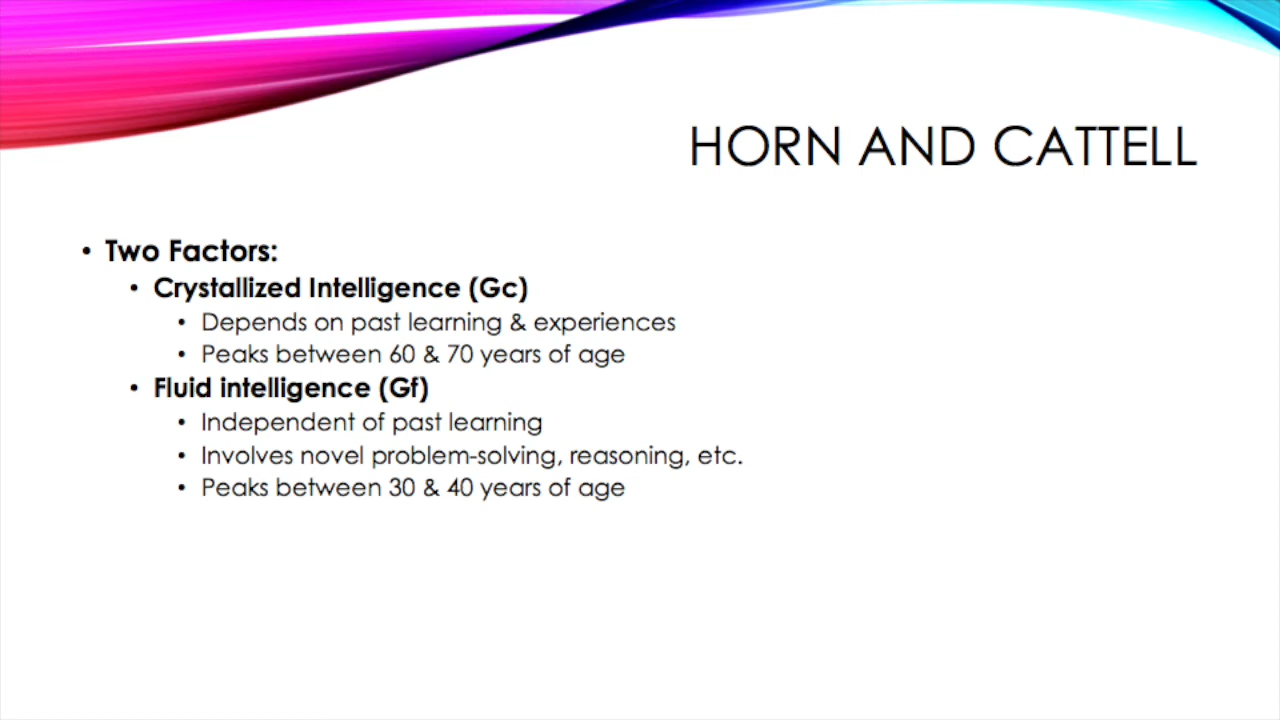 HORN AND CATTELL
• Two Factors:
• Crystallized Intelligence (Gc)
• Depends on past learning & experiences
• Peaks between 60 & 70 years of age
• Fluid intelligence (Gf)
• Independent of past learning
• Involves novel problem-solving, reasoning, etc.
• Peaks between 30 & 40 years of age